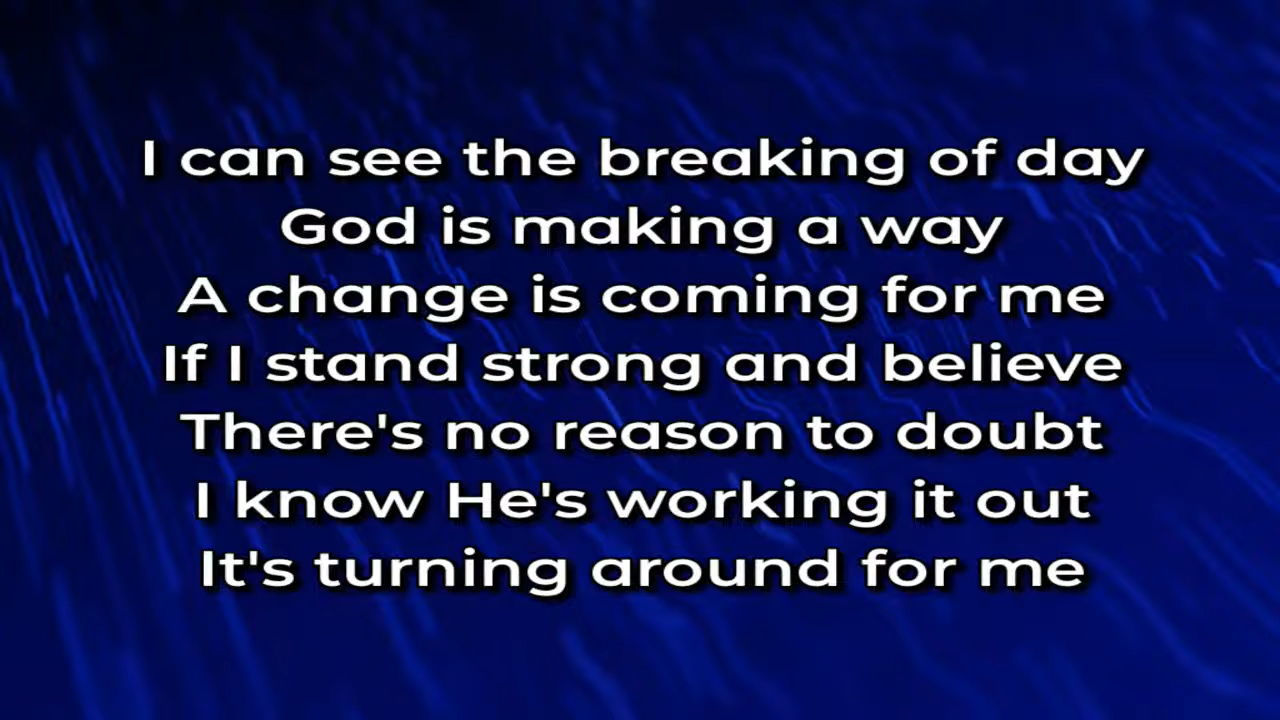 I can see the breaking of day
God is making a way
A change is coming for me
If I stand strong and believe
There's no reason to doubt
I know He's working it out
It's turning around for me